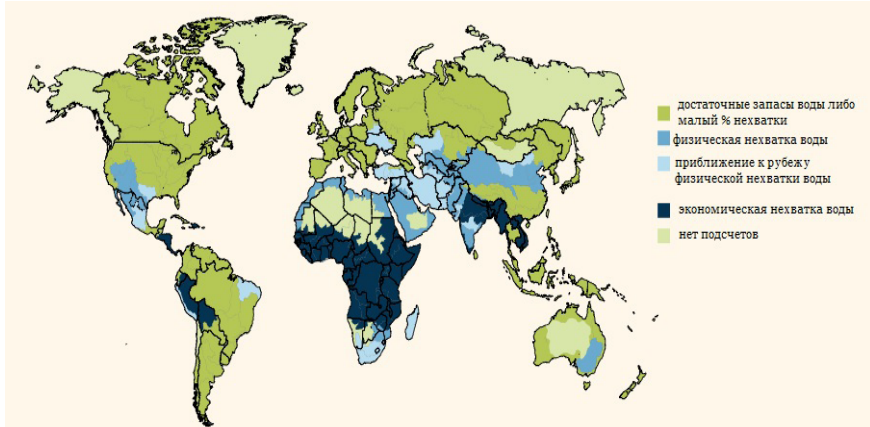 достаточные запасы воды либо
малый % нехватки
физическая нехватка воды
приближение к рубежу
физической нехватки воды
экономическая нехватка воды
нет подсчетов